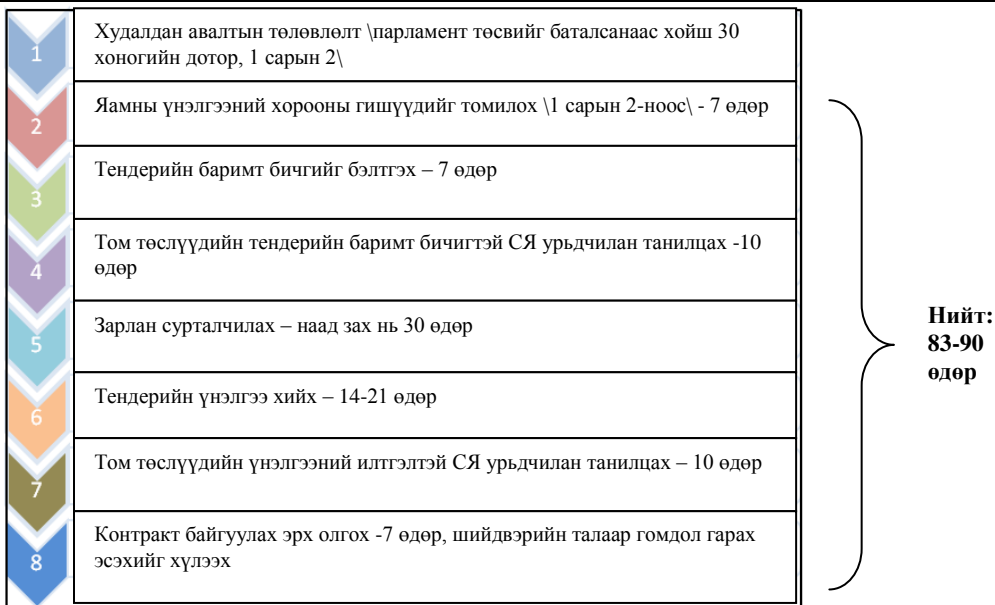 1
Худалдан авалтын төлөвлөлт \парламент төсвийг баталсанаас хойш 30
хоногийн дотор, 1 сарын 2\
2
Яамны үнэлгээний хорооны гишүүдийг томилох \1 сарын 2-ноос\ - 7 өдөр
3
Тендерийн баримт бичгийг бэлтгэх – 7 өдөр
4
Том төслүүдийн тендерийн баримт бичигтэй СЯ урьдчилан танилцах -10
өдөр
5
Зарлан сурталчилах – наад зах нь 30 өдөр
6
Тендерийн үнэлгээ хийх – 14-21 өдөр
7
Том төслүүдийн үнэлгээний илтгэлтэй СЯ урьдчилан танилцах – 10 өдөр
8
Контракт байгуулах эрх олгох -7 өдөр, шийдвэрийн талаар гомдол гарах
эсэхийг хүлээх
Нийт:
83-90
өдөр